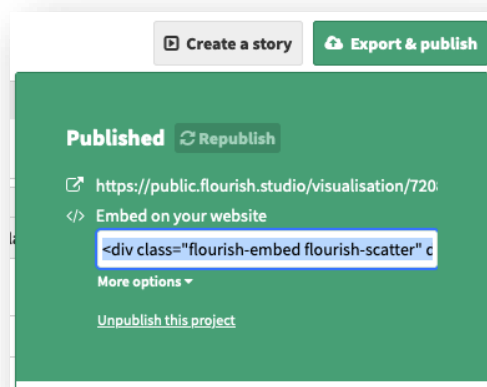 Create a story
Export & publish
Published
Republish
https://public.flourish.studio/visualisation/720
</> Embed on your website
<div class="flourish-embed flourish-scatter" d
More options
Unpublish this project